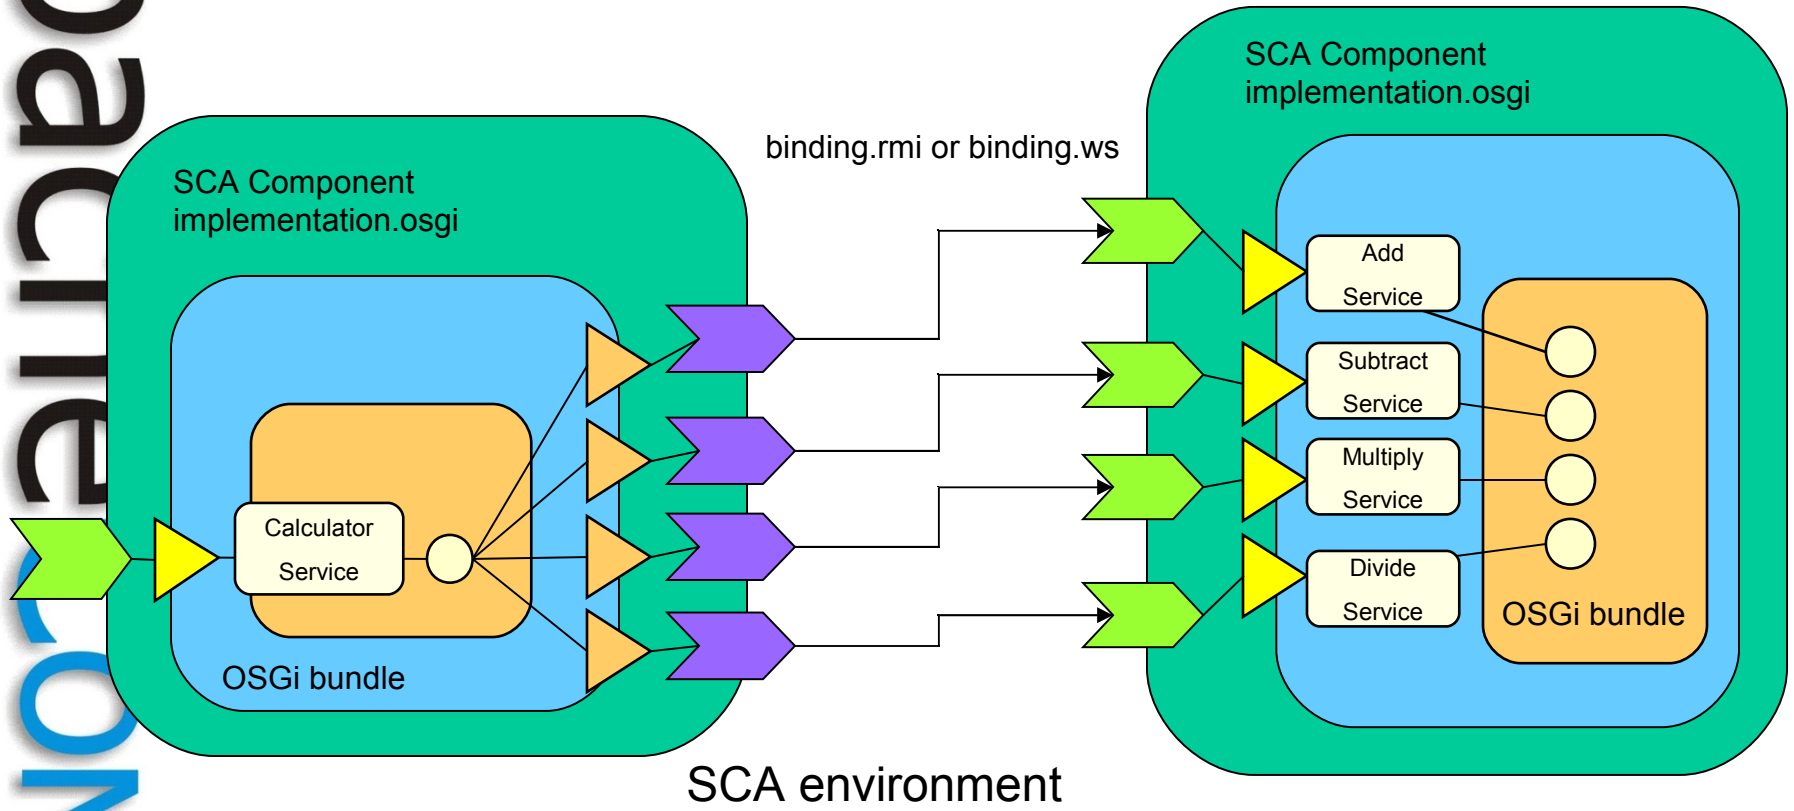 SCA Component
implementation.osgi
binding.rmi or binding.ws
SCA Component
implementation.osgi
Calculator
Service
OSGi bundle
Add
Service
Subtract
Service
Multiply
Service
Divide
Service
OSGi bundle
SCA environment